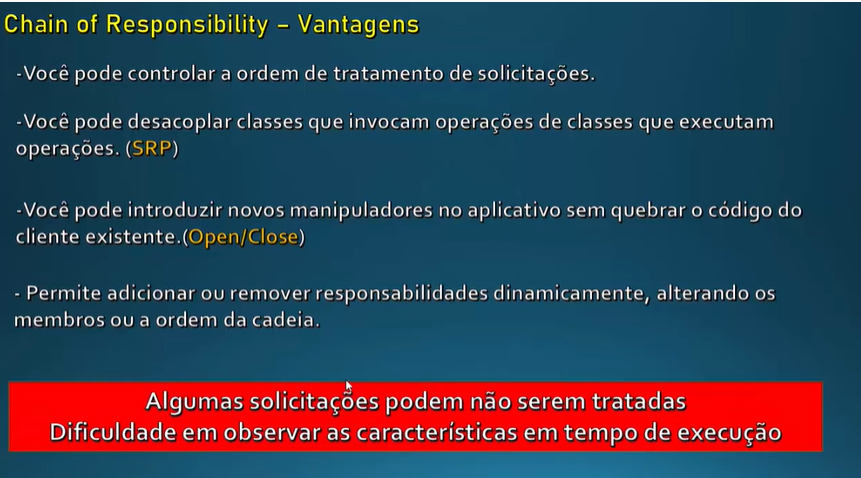 Chain of Responsibility – Vantagens
-Você pode controlar a ordem de tratamento de solicitações.
-Você pode desacoplar classes que invocam operações de classes que executam
operações. (SRP)
-Você pode introduzir novos manipuladores no aplicativo sem quebrar o código do
cliente existente.(Open/Close)
- Permite adicionar ou remover responsabilidades dinamicamente, alterando os
membros ou a ordem da cadeia.
Algumas solicitações podem não serem tratadas
Dificuldade em observar as características em tempo de execução